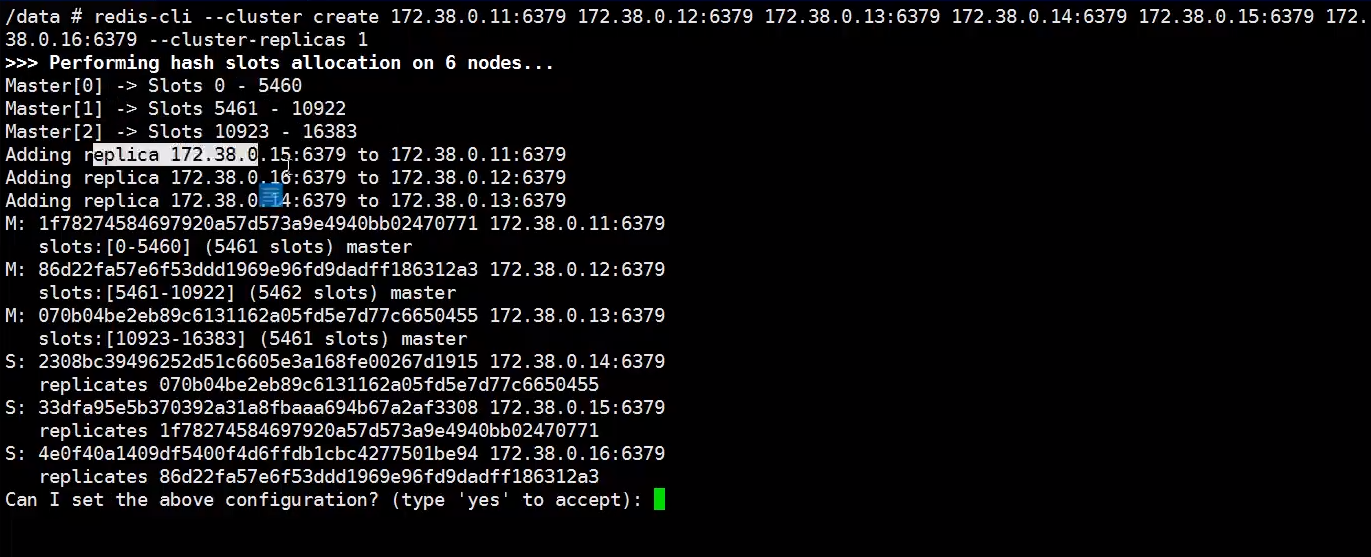 /data # redis-cli --cluster create 172.38.0.11:6379 172.38.0.12:6379 172.38.0.13:6379 172.38.0.14:6379 172.38.0.15:6379 172.
38.0.16:6379 --cluster-replicas 1
>>> Performing hash slots allocation on 6 nodes...
Master[0] -> Slots 0 - 5460
Master[1] -> Slots 5461 - 10922
Master[2] -> Slots 10923 - 16383
Adding replica 172.38.0.15:6379 to 172.38.0.11:6379
Adding replica 172.38.0.16:6379 to 172.38.0.12:6379
Adding replica 172.38.0.14:6379 to 172.38.0.13:6379
M: 1f78274584697920a57d573a9e4940bb02470771 172.38.0.11:6379
   slots:[0-5460] (5461 slots) master
M: 86d22fa57e6f53ddd1969e96fd9dadff186312a3 172.38.0.12:6379
   slots:[5461-10922] (5462 slots) master
M: 070b04be2eb89c6131162a05fd5e7d77c6650455 172.38.0.13:6379
   slots:[10923-16383] (5461 slots) master
S: 2308bc39496252d51c6605e3a168fe00267d1915 172.38.0.14:6379
   replicates 070b04be2eb89c6131162a05fd5e7d77c6650455
S: 33dfa95e5b370392a31a8fbaaa694b67a2af3308 172.38.0.15:6379
   replicates 1f78274584697920a57d573a9e4940bb02470771
S: 4e0f40a1409df5400f4d6ffdb1cbc4277501be94 172.38.0.16:6379
   replicates 86d22fa57e6f53ddd1969e96fd9dadff186312a3
Can I set the above configuration? (type 'yes' to accept):